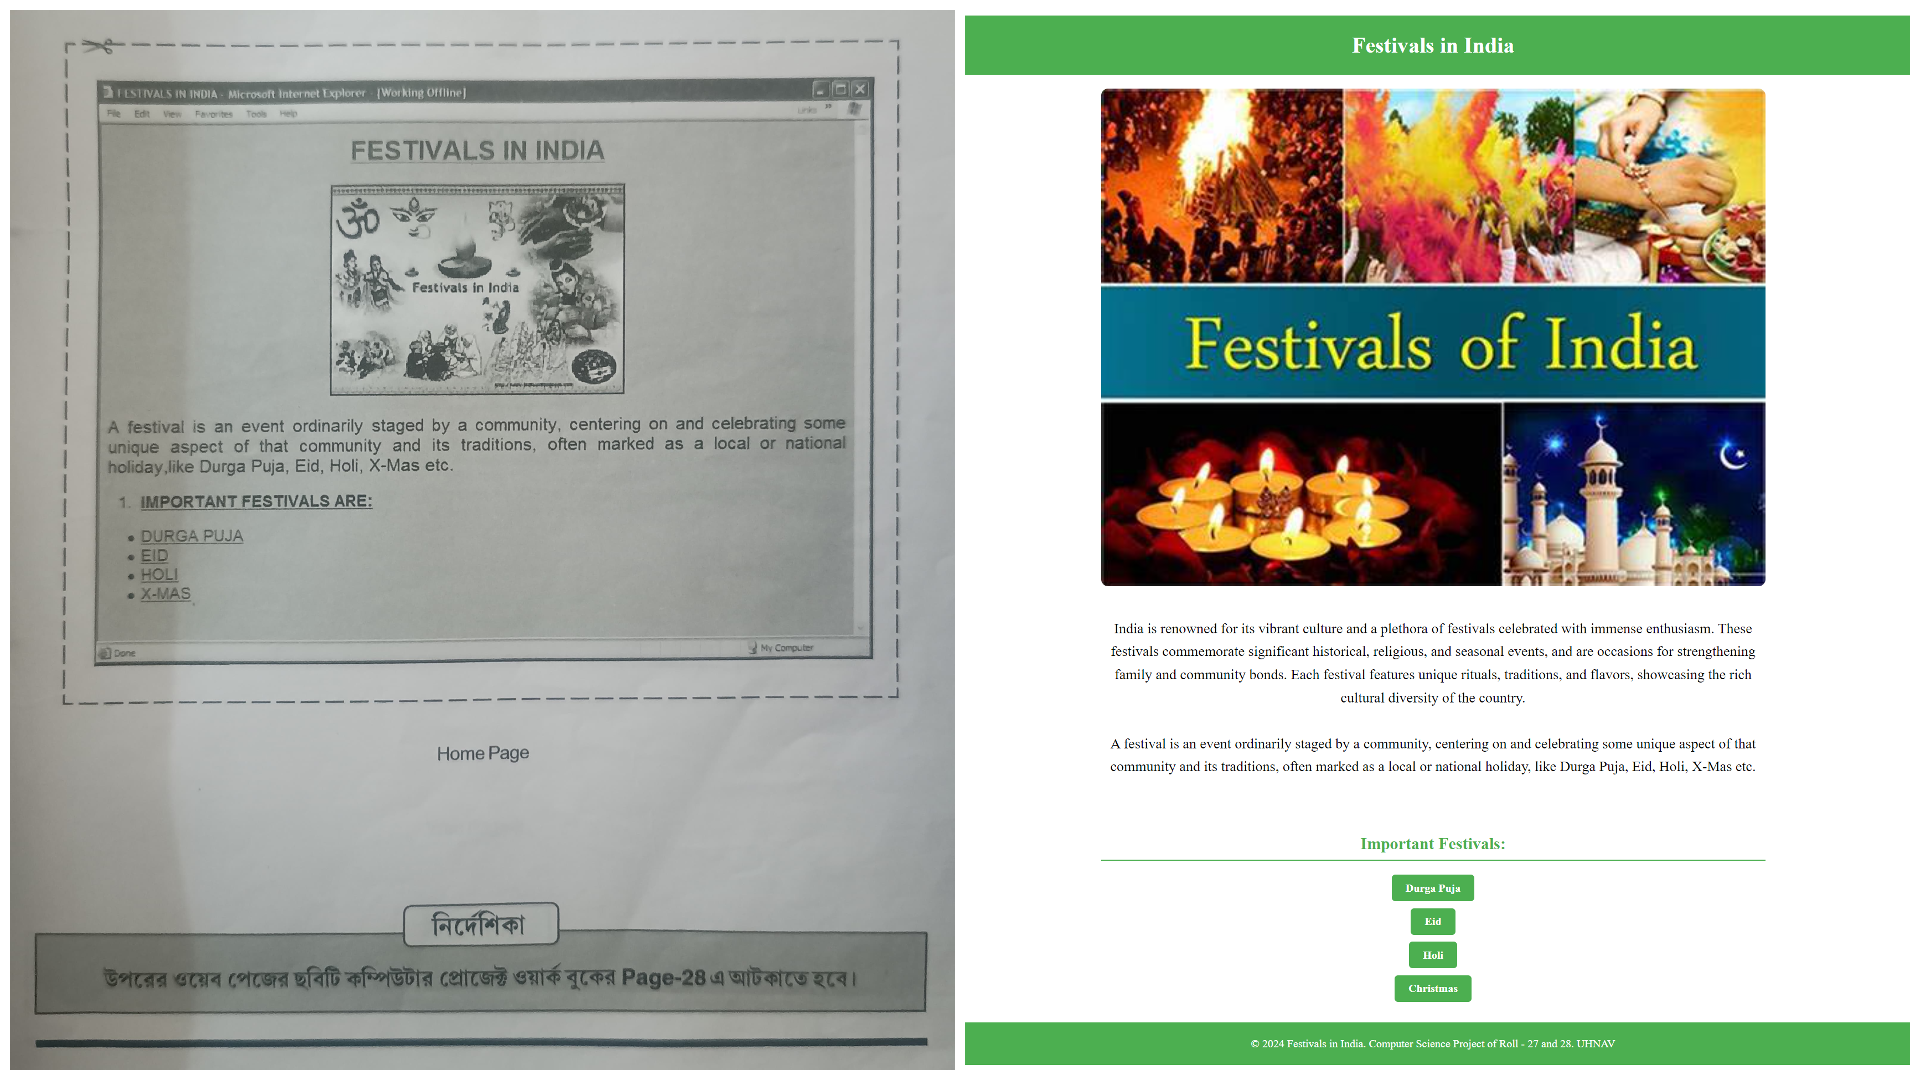 FESTIVALS IN INDIA - Microsoft Internet Explorer - [Working Offline]
File Edit View Favorites Tools Help
Links »
FESTIVALS IN INDIA
Festivals in India
A festival is an event ordinarily staged by a community, centering on and celebrating some
unique aspect of that community and its traditions, often marked as a local or national
holiday,like Durga Puja, Eid, Holi, X-Mas etc.
1. IMPORTANT FESTIVALS ARE:
• DURGA PUJA
• EID
• HOLI
• X-MAS
Done
My Computer
Home Page
নির্দেশিকা
উপরের ওয়েব পেজের ছবিটি কম্পিউটার প্রোজেক্ট ওয়ার্ক বুকের Page-28 এ আটকাতে হবে।
Festivals in India
Festivals of India
India is renowned for its vibrant culture and a plethora of festivals celebrated with immense enthusiasm. These
festivals commemorate significant historical, religious, and seasonal events, and are occasions for strengthening
family and community bonds. Each festival features unique rituals, traditions, and flavors, showcasing the rich
cultural diversity of the country.
A festival is an event ordinarily staged by a community, centering on and celebrating some unique aspect of that
community and its traditions, often marked as a local or national holiday, like Durga Puja, Eid, Holi, X-Mas etc.
Important Festivals:
Durga Puja
Eid
Holi
Christmas
© 2024 Festivals in India. Computer Science Project of Roll - 27 and 28. UHNAV